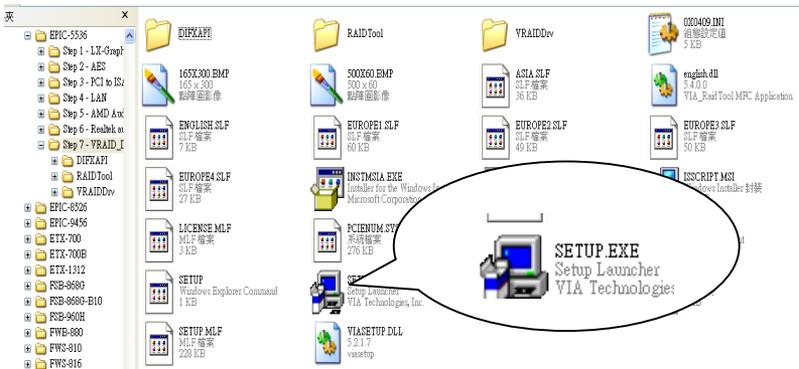 夾
EPIC-5536
Step 1 - LX-Graph
Step 2 - AES
Step 3 - PCI to ISA
Step 4 - LAN
Step 5 - AMD Aud
Step 6 - Realtek au
Step 7 - VRAID_D
DIFXAPI
RAIDTool
VRAIDDrv
EPIC-8526
EPIC-9456
ETX-700
ETX-700B
ETX-1312
FSB-868G
FSB-868G-B10
FSB-960H
FWB-880
FWS-810
FWS-816
DIFXAPI
RAIDTool
VRAIDDrv
0X0409.INI
組態設定值
5 KB
165X300.BMP
165 x 300
點陣圖影像
500X60.BMP
500 x 60
點陣圖影像
ASIA.SLF
SLF 檔案
36 KB
english.dll
5.4.0.0
VIA_RaidTool MFC Application
ENGLISH.SLF
SLF 檔案
7 KB
EUROPE1.SLF
SLF 檔案
60 KB
EUROPE2.SLF
SLF 檔案
49 KB
EUROPE3.SLF
SLF 檔案
50 KB
EUROPE4.SLF
SLF 檔案
27 KB
INSTMSIA.EXE
Installer for the Windows
Microsoft Corporation
ISSCRIPT.MSI
Windows Installer 封裝
LICENSE.MLF
MLF 檔案
3 KB
PCIENUM.SY
系統檔案
276 KB
SETUP
Windows Explorer Command
1 KB
Setup Launcher
VIA Technologies, Inc.
SETUP.EXE
Setup Launcher
VIA Technologies
SETUP.MLF
MLF 檔案
228 KB
VIASETUP.DLL
5.2.1.7
viasetup